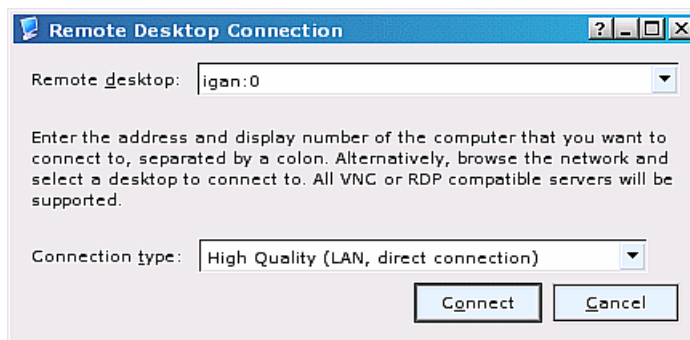 Remote Desktop Connection
Remote desktop: igan:0
Enter the address and display number of the computer that you want to
connect to, separated by a colon. Alternatively, browse the network and
select a desktop to connect to. All VNC or RDP compatible servers will be
supported.
Connection type: High Quality (LAN, direct connection)
Connect Cancel